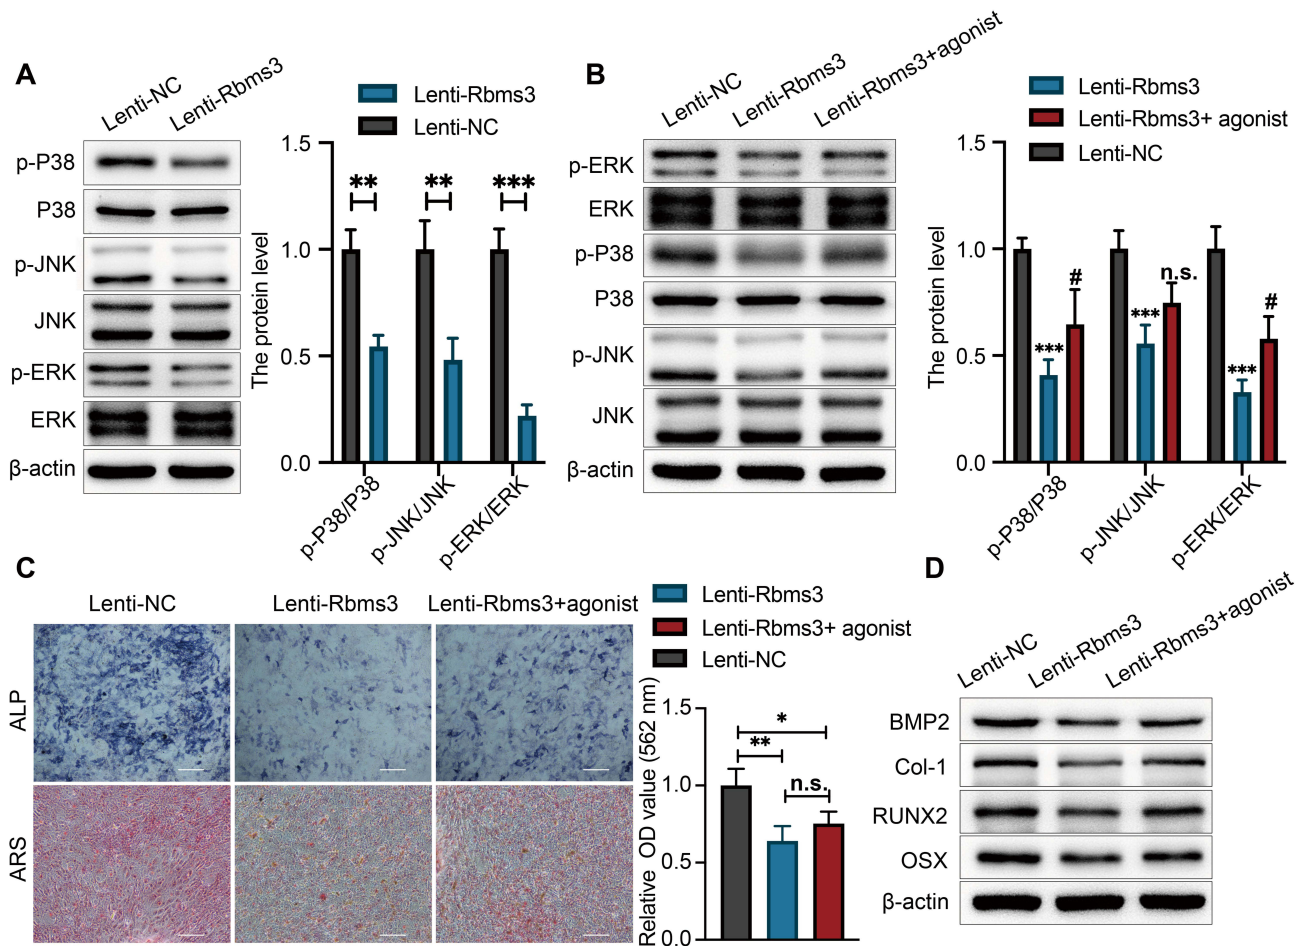 A
Lenti-NC
Lenti-Rbms3
p-P38
P38
p-JNK
JNK
p-ERK
ERK
β-actin
Lenti-Rbms3
Lenti-NC
The protein level
1.5
1.0
0.5
0.0
**
**
***
p-P38/P38
p-JNK/JNK
p-ERK/ERK
B
Lenti-NC
Lenti-Rbms3
Lenti-Rbms3+agonist
p-ERK
ERK
p-P38
P38
p-JNK
JNK
β-actin
Lenti-Rbms3
Lenti-Rbms3+ agonist
Lenti-NC
The protein level
1.5
1.0
0.5
0.0
***
#
***
n.s.
***
#
p-P38/P38
p-JNK/JNK
p-ERK/ERK
C
Lenti-NC
Lenti-Rbms3
Lenti-Rbms3+agonist
ALP
ARS
Lenti-Rbms3
Lenti-Rbms3+ agonist
Lenti-NC
Relative OD value (562 nm)
1.5
1.0
0.5
0.0
*
**
n.s.
D
Lenti-NC
Lenti-Rbms3
Lenti-Rbms3+agonist
BMP2
Col-1
RUNX2
OSX
β-actin